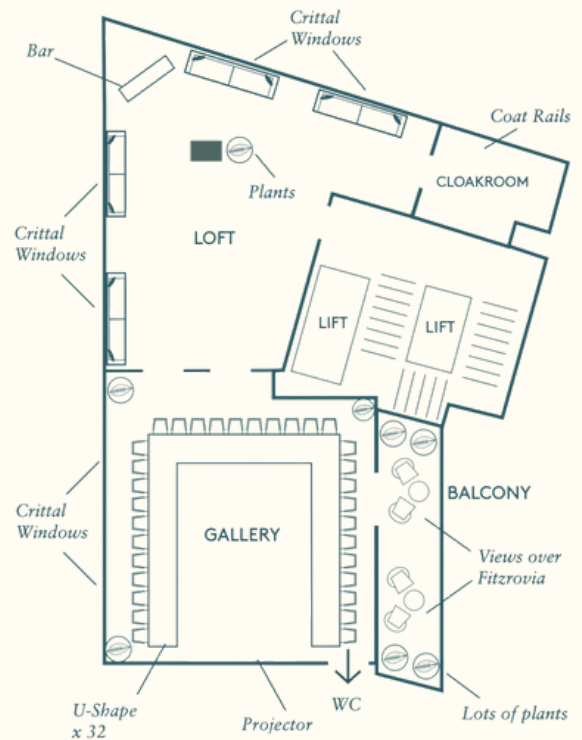 Crittal
Windows
Bar
Coat Rails
CLOAKROOM
Plants
Crittal
Windows
LOFT
LIFT
LIFT
BALCONY
Crittal
Windows
GALLERY
Views over
Fitzrovia
WC
U-Shape
x 32
Projector
Lots of plants